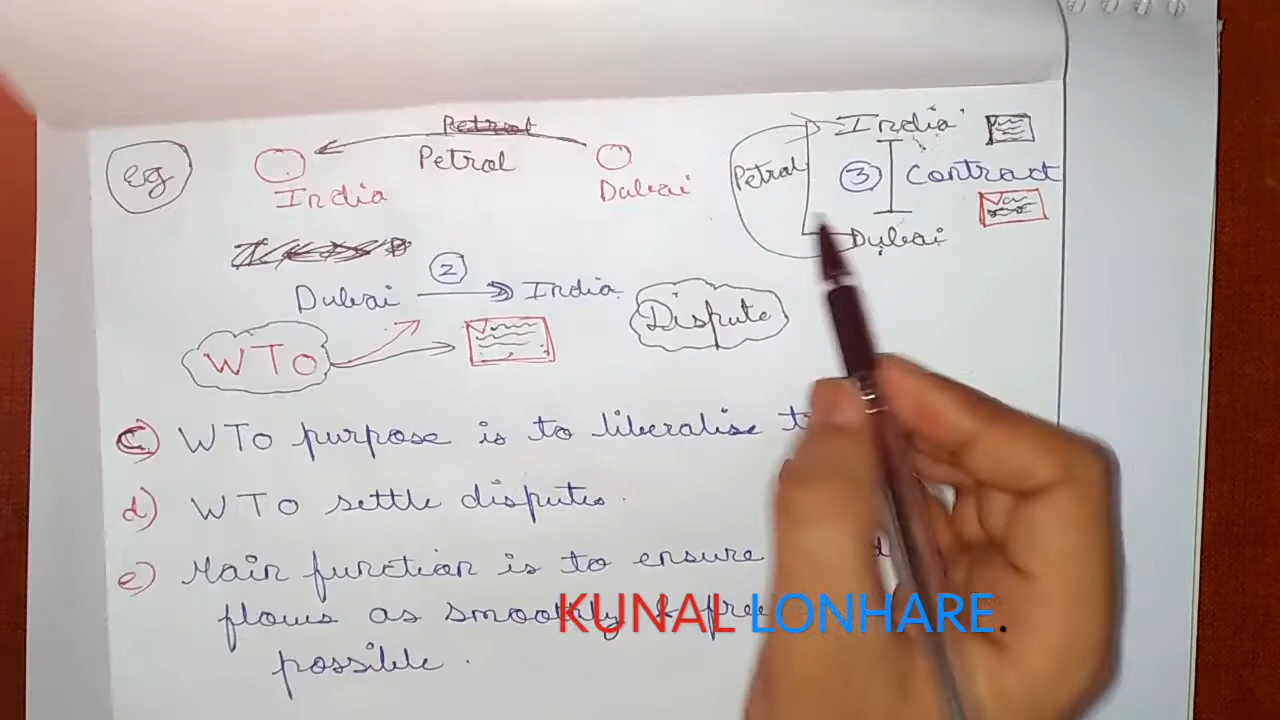 eg
Petrol
Petrol
India
Dubai
India
Petrol
3
Contract
Dubai
2
Dubai
India
Dispute
WTO
c) WTO purpose is to liberalise
d) WTO settle disputes.
e) Main function is to ensure
flows as smoothly & free
possible.
KUNAL LONHARE.